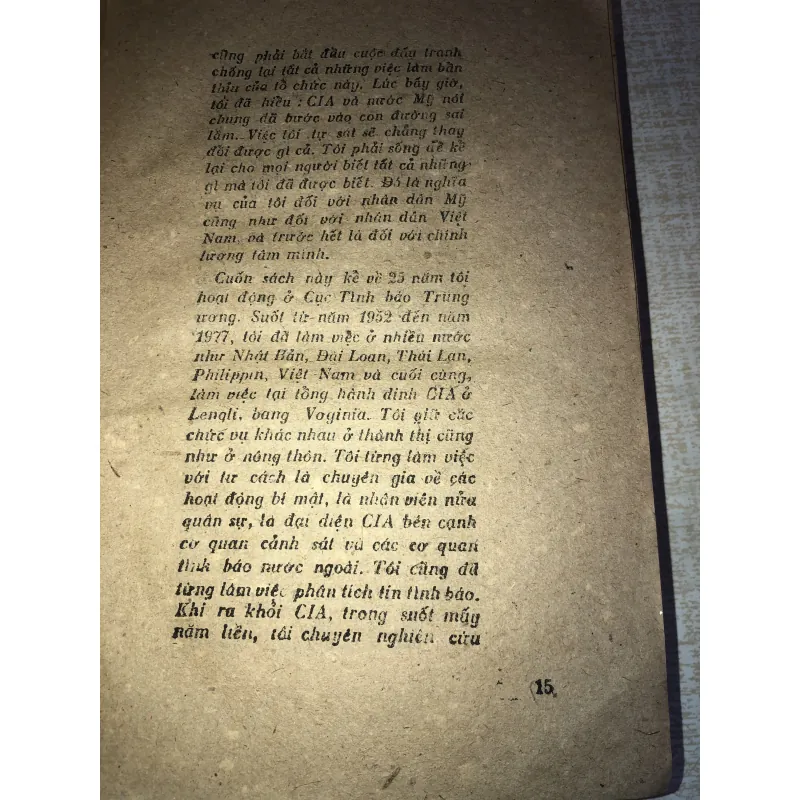 cũng phải bắt đầu cuộc đấu tranh
chống lại tất cả những việc làm bẩn
thỉu của tổ chức này. Lúc bấy giờ,
tôi đã hiểu : CIA và nước Mỹ nói
chung đã bước vào con đường sai
lầm. Việc tôi tự sát sẽ chẳng thay
đổi được gì cả. Tôi phải sống để kể
lại cho mọi người biết tất cả những
gì mà tôi đã được biết. Đó là nghĩa
vụ của tôi đối với nhân dân Mỹ
cũng như đối với nhân dân Việt
Nam, và trước hết là đối với chính
lương tâm mình.
Cuốn sách này kể về 25 năm tôi
hoạt động ở Cục Tình báo Trung
ương. Suốt từ năm 1952 đến năm
1977, tôi đã làm việc ở nhiều nước
như Nhật Bản, Đài Loan, Thái Lan,
Philippin, Việt Nam và cuối cùng,
làm việc tại tổng hành dinh CIA ở
Lengli, bang Vơginia. Tôi giữ các
chức vụ khác nhau ở thành thị cũng
như ở nông thôn. Tôi từng làm việc
với tư cách là chuyên gia về các
hoạt động bí mật, là nhân viên nửa
quân sự, là đại diện CIA bên cạnh
cơ quan cảnh sát và các cơ quan
tình báo nước ngoài. Tôi cũng đã
từng làm việc phân tích tin tình báo.
Khi ra khỏi CIA, trong suốt mấy
năm liền, tôi chuyên nghiên cứu
15